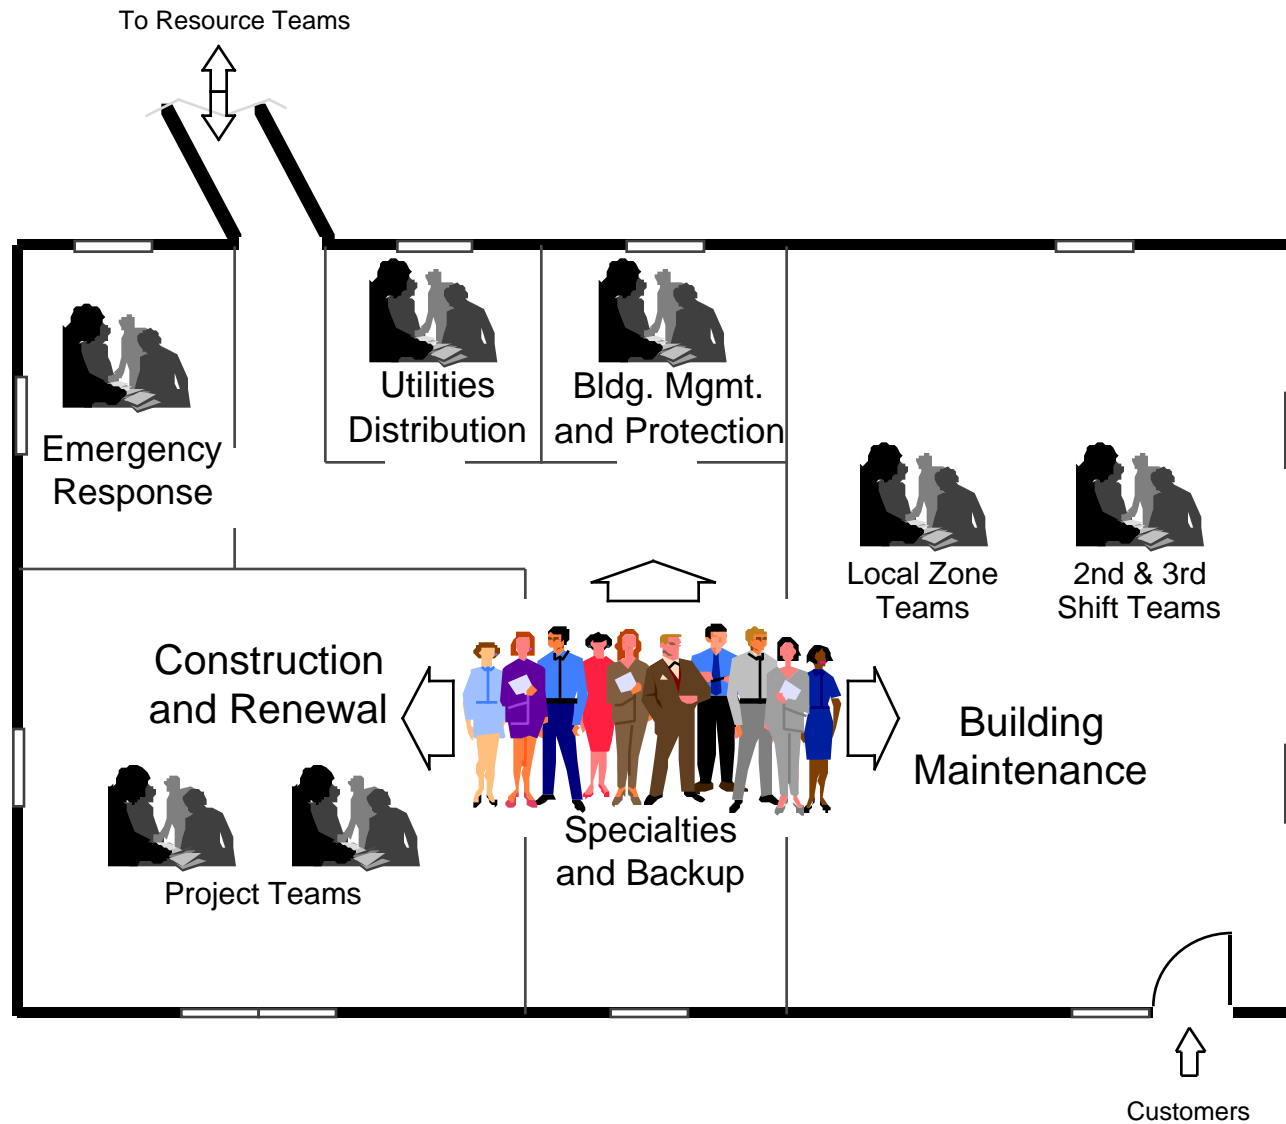 To Resource Teams
Utilities
Distribution
Bldg. Mgmt.
and Protection
Emergency
Response
Local Zone
Teams
2nd & 3rd
Shift Teams
Construction
and Renewal
Building
Maintenance
Specialties
and Backup
Project Teams
Customers